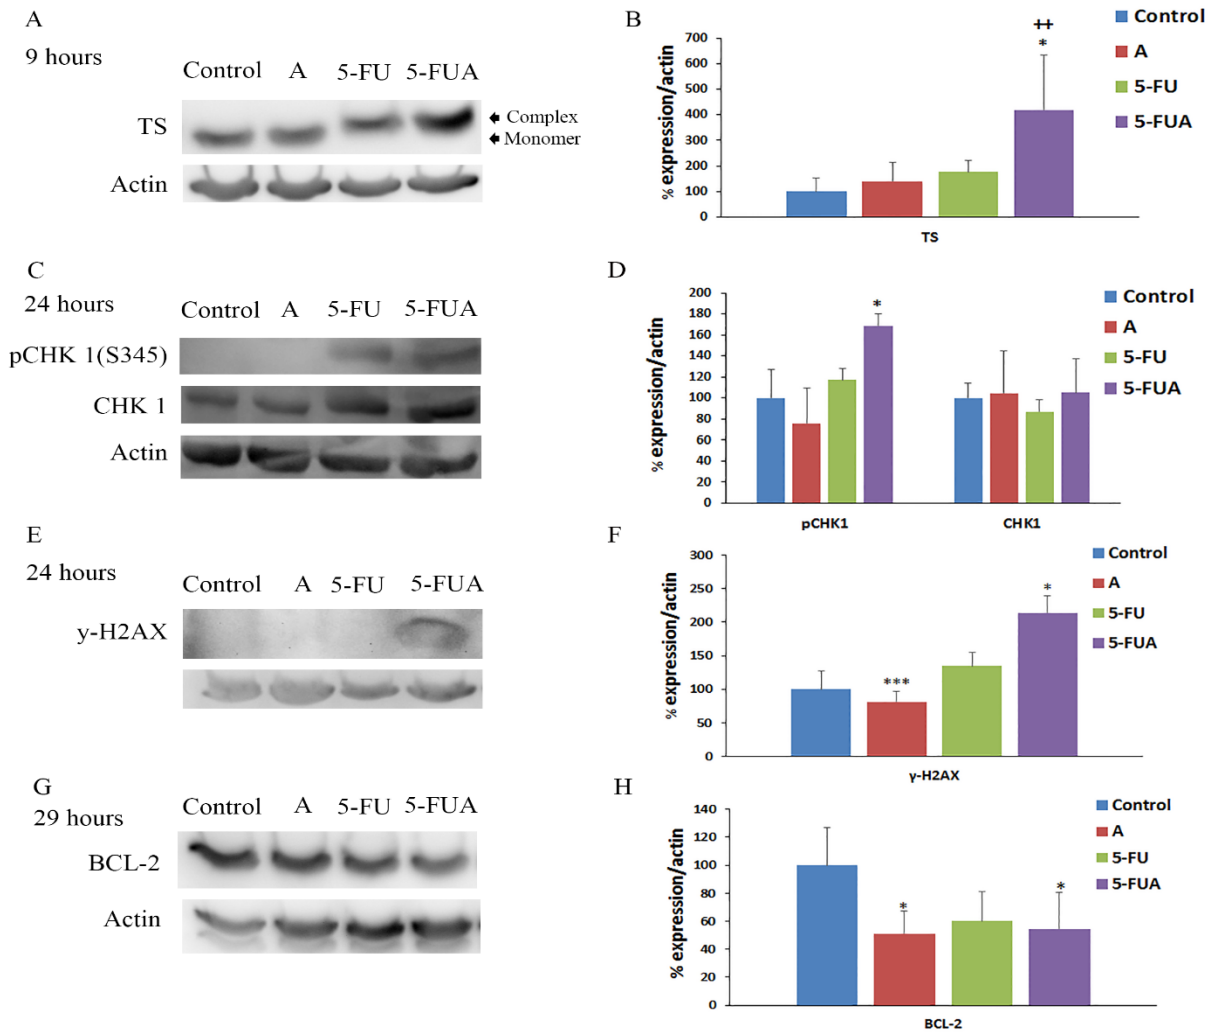 A
9 hours
Control A 5-FU 5-FUA
TS
Complex
Monomer
Actin
B
% expression/actin
700
600
500
400
300
200
100
0
++
*
TS
Control
A
5-FU
5-FUA
C
24 hours
Control A 5-FU 5-FUA
pCHK 1(S345)
CHK 1
Actin
D
% expression/actin
200
180
160
140
120
100
80
60
40
20
0
*
pCHK1 CHK1
Control
A
5-FU
5-FUA
E
24 hours
Control A 5-FU 5-FUA
y-H2AX
F
% expression/actin
300
250
200
150
100
50
0
***
*
γ-H2AX
Control
A
5-FU
5-FUA
G
29 hours
Control A 5-FU 5-FUA
BCL-2
Actin
H
% expression/actin
140
120
100
80
60
40
20
0
*
*
BCL-2
Control
A
5-FU
5-FUA